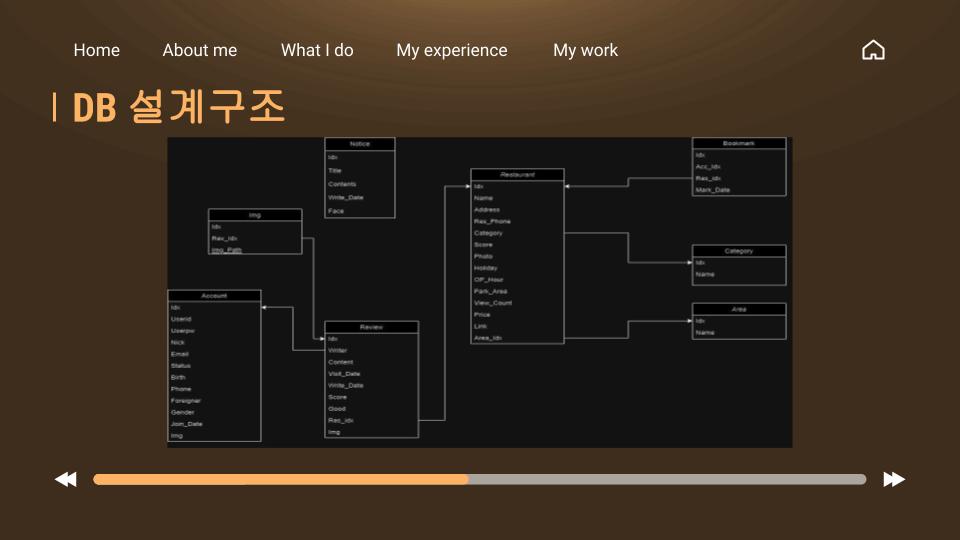 Home About me What I do My experience My work
DB 설계구조
Notice
Idx
Title
Contents
Write_Date
Face
Img
Idx
Rev_Idx
Img_Path
Account
Idx
Userid
Userpw
Nick
Email
Status
Birth
Phone
Foreigner
Gender
Join_Date
Img
Review
Idx
Writer
Content
Visit_Date
Write_Date
Score
Good
Res_idx
Img
Restaurant
Idx
Name
Address
Res_Phone
Category
Score
Photo
Holiday
OP_Hour
Park_Area
View_Count
Price
Link
Area_Idx
Bookmark
Idx
Acc_Idx
Res_Idx
Mark_Date
Category
Idx
Name
Area
Idx
Name